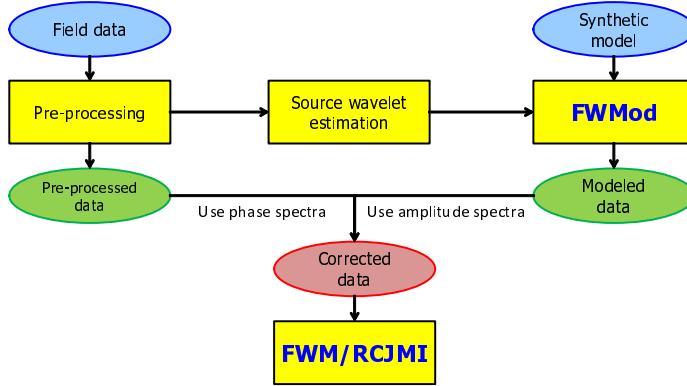 Field data
Synthetic
model
Pre-processing
Source wavelet
estimation
FWMod
Pre-processed
data
Modeled
data
Use phase spectra
Use amplitude spectra
Corrected
data
FWM/RCJMI